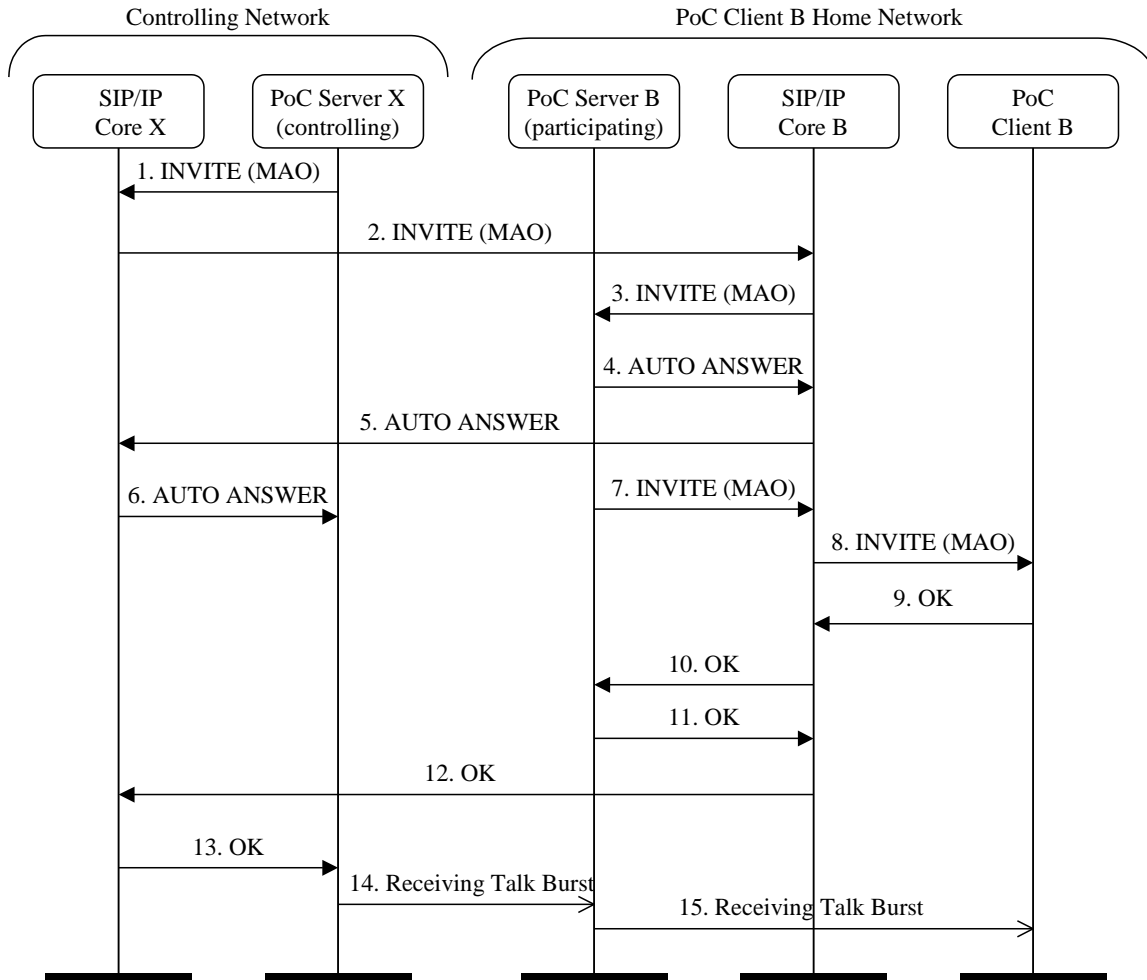 Controlling Network
PoC Client B Home Network
SIP/IP
Core X
PoC Server X
(controlling)
PoC Server B
(participating)
SIP/IP
Core B
PoC
Client B
1. INVITE (MAO)
2. INVITE (MAO)
3. INVITE (MAO)
4. AUTO ANSWER
5. AUTO ANSWER
6. AUTO ANSWER
7. INVITE (MAO)
8. INVITE (MAO)
9. OK
10. OK
11. OK
12. OK
13. OK
14. Receiving Talk Burst
15. Receiving Talk Burst